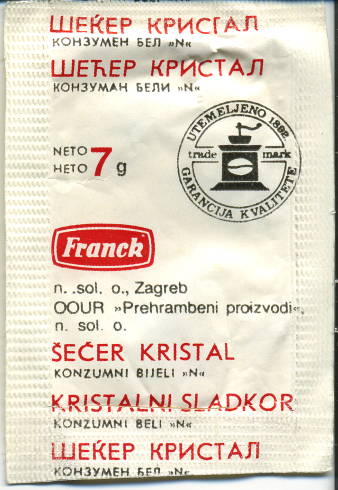 ШЕЌЕР КРИСТАЛ
КОНЗУМЕН БЕЛ »N«
ШЕЋЕР КРИСТАЛ
КОНЗУМАН БЕЛИ »N«
NETO
НЕТО 7 g
UTEMELJENO 1892.
trade mark
GARANCIJA KVALITETE
Franck
n. .sol. o., Zagreb
OOUR »Prehrambeni proizvodi«,
n. sol. o.
ŠEĆER KRISTAL
KONZUMNI BIJELI »N«
KRISTALNI SLADKOR
KONZUMNI BELI »N«
ШЕЌЕР КРИСТАЛ
КОНЗУМЕН БЕЛ »N«